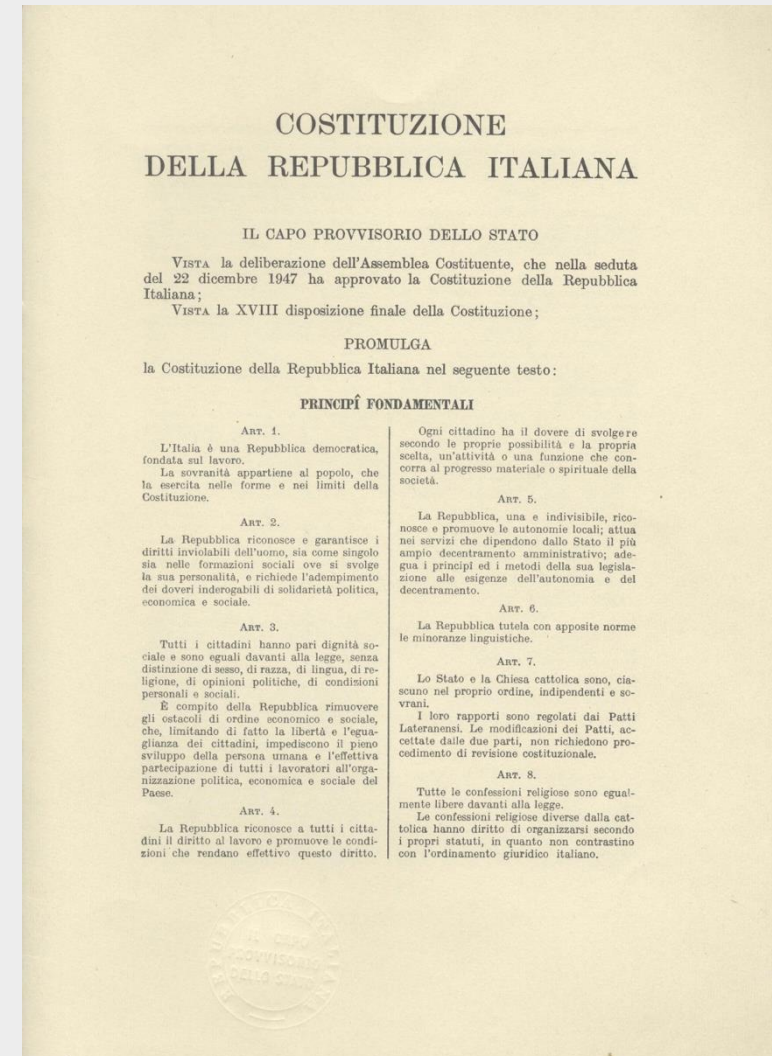 COSTITUZIONE
DELLA REPUBBLICA ITALIANA
IL CAPO PROVVISORIO DELLO STATO
VISTA la deliberazione dell'Assemblea Costituente, che nella seduta
del 22 dicembre 1947 ha approvato la Costituzione della Repubblica
Italiana;
VISTA la XVIII disposizione finale della Costituzione;
PROMULGA
la Costituzione della Repubblica Italiana nel seguente testo:
PRINCIPÎ FONDAMENTALI
ART. 1.
L'Italia è una Repubblica democratica,
fondata sul lavoro.
La sovranità appartiene al popolo, che
la esercita nelle forme e nei limiti della
Costituzione.
ART. 2.
La Repubblica riconosce e garantisce i
diritti inviolabili dell'uomo, sia come singolo
sia nelle formazioni sociali ove si svolge
la sua personalità, e richiede l'adempimento
dei doveri inderogabili di solidarietà politica,
economica e sociale.
ART. 3.
Tutti i cittadini hanno pari dignità so-
ciale e sono eguali davanti alla legge, senza
distinzione di sesso, di razza, di lingua, di re-
ligione, di opinioni politiche, di condizioni
personali e sociali.
È compito della Repubblica rimuovere
gli ostacoli di ordine economico e sociale,
che, limitando di fatto la libertà e l'egua-
glianza dei cittadini, impediscono il pieno
sviluppo della persona umana e l'effettiva
partecipazione di tutti i lavoratori all'orga-
nizzazione politica, economica e sociale del
Paese.
ART. 4.
La Repubblica riconosce a tutti i citta-
dini il diritto al lavoro e promuove le condi-
zioni che rendano effettivo questo diritto.
Ogni cittadino ha il dovere di svolgere
secondo le proprie possibilità e la propria
scelta, un'attività o una funzione che con-
corra al progresso materiale o spirituale della
società.
ART. 5.
La Repubblica, una e indivisibile, rico-
nosce e promuove le autonomie locali; attua
nei servizi che dipendono dallo Stato il più
ampio decentramento amministrativo; ade-
gua i principî ed i metodi della sua legisla-
zione alle esigenze dell'autonomia e del
decentramento.
ART. 6.
La Repubblica tutela con apposite norme
le minoranze linguistiche.
ART. 7.
Lo Stato e la Chiesa cattolica sono, cia-
scuno nel proprio ordine, indipendenti e so-
vrani.
I loro rapporti sono regolati dai Patti
Lateranensi. Le modificazioni dei Patti, ac-
cettate dalle due parti, non richiedono pro-
cedimento di revisione costituzionale.
ART. 8.
Tutte le confessioni religiose sono egual-
mente libere davanti alla legge.
Le confessioni religiose diverse dalla cat-
tolica hanno diritto di organizzarsi secondo
i propri statuti, in quanto non contrastino
con l'ordinamento giuridico italiano.
IL CAPO
PROVVISORIO
DELLO STATO